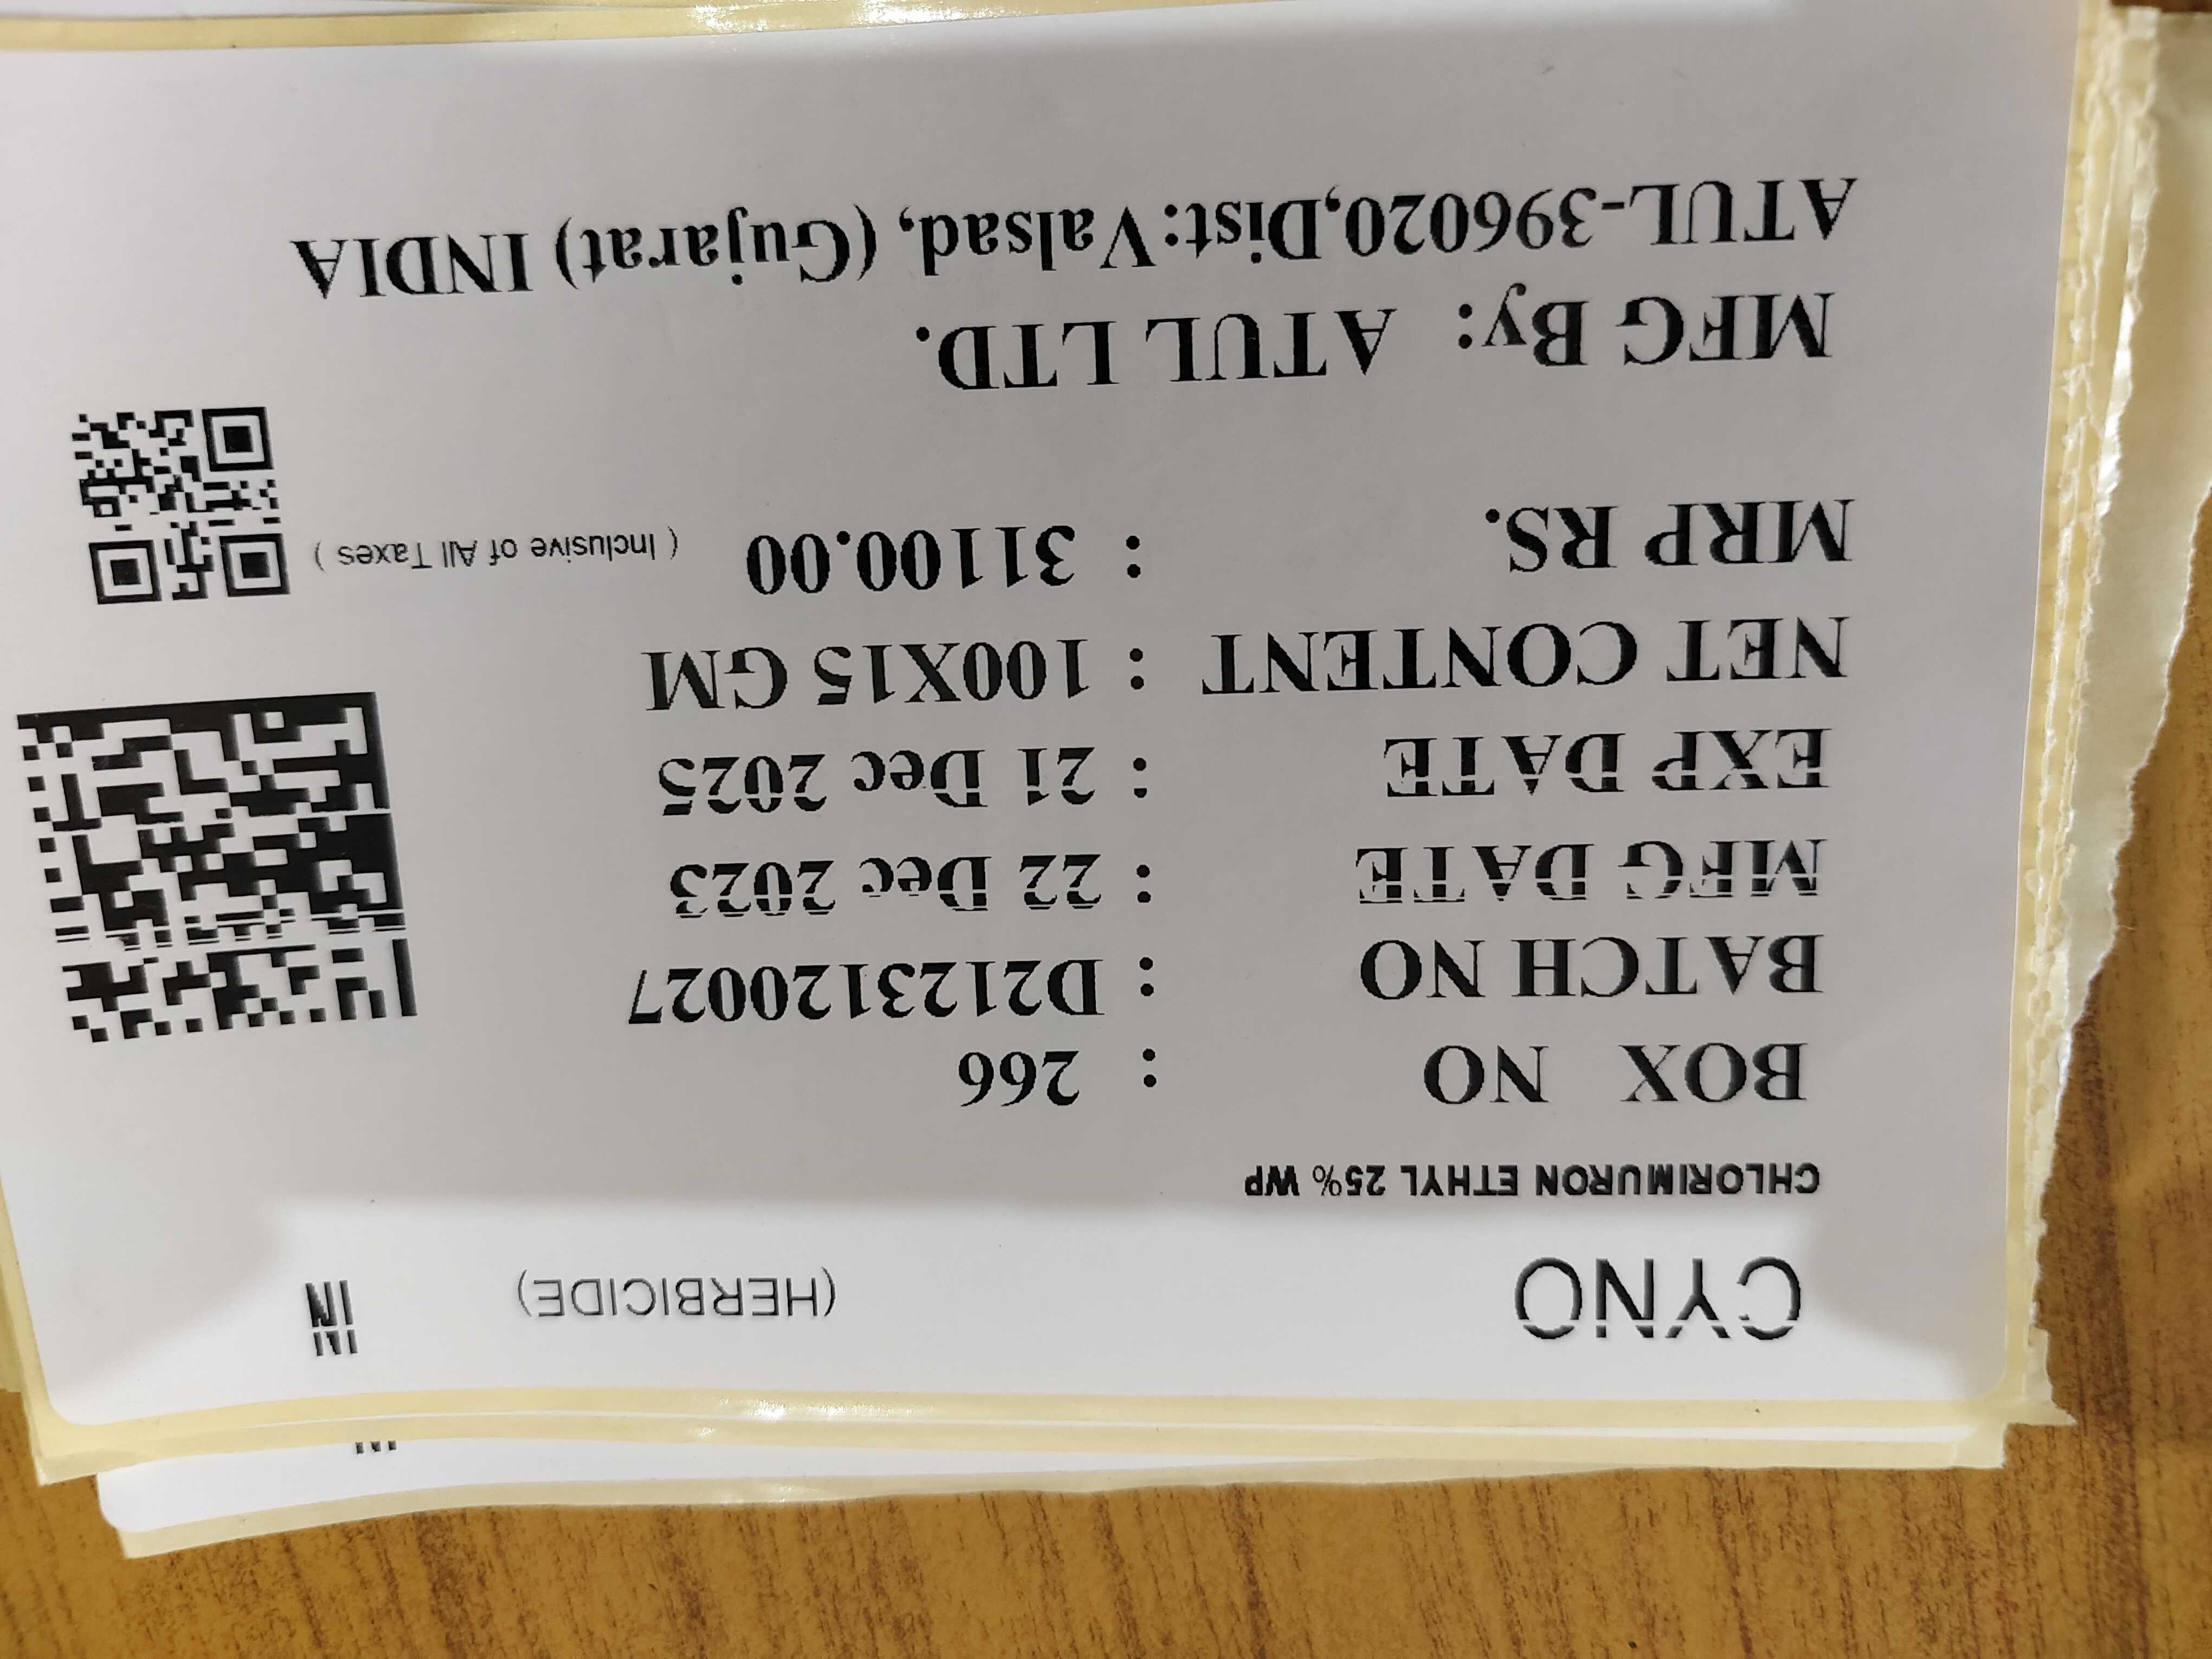 CYNO (HERBICIDE) IN
CHLORIMURON ETHYL 25% WP
BOX NO : 266
BATCH NO : D2123120027
MFG DATE : 22 Dec 2023
EXP DATE : 21 Dec 2025
NET CONTENT : 100X15 GM
MRP RS. : 31100.00 ( Inclusive of All Taxes )
MFG By: ATUL LTD.
ATUL-396020,Dist:Valsad, (Gujarat) INDIA